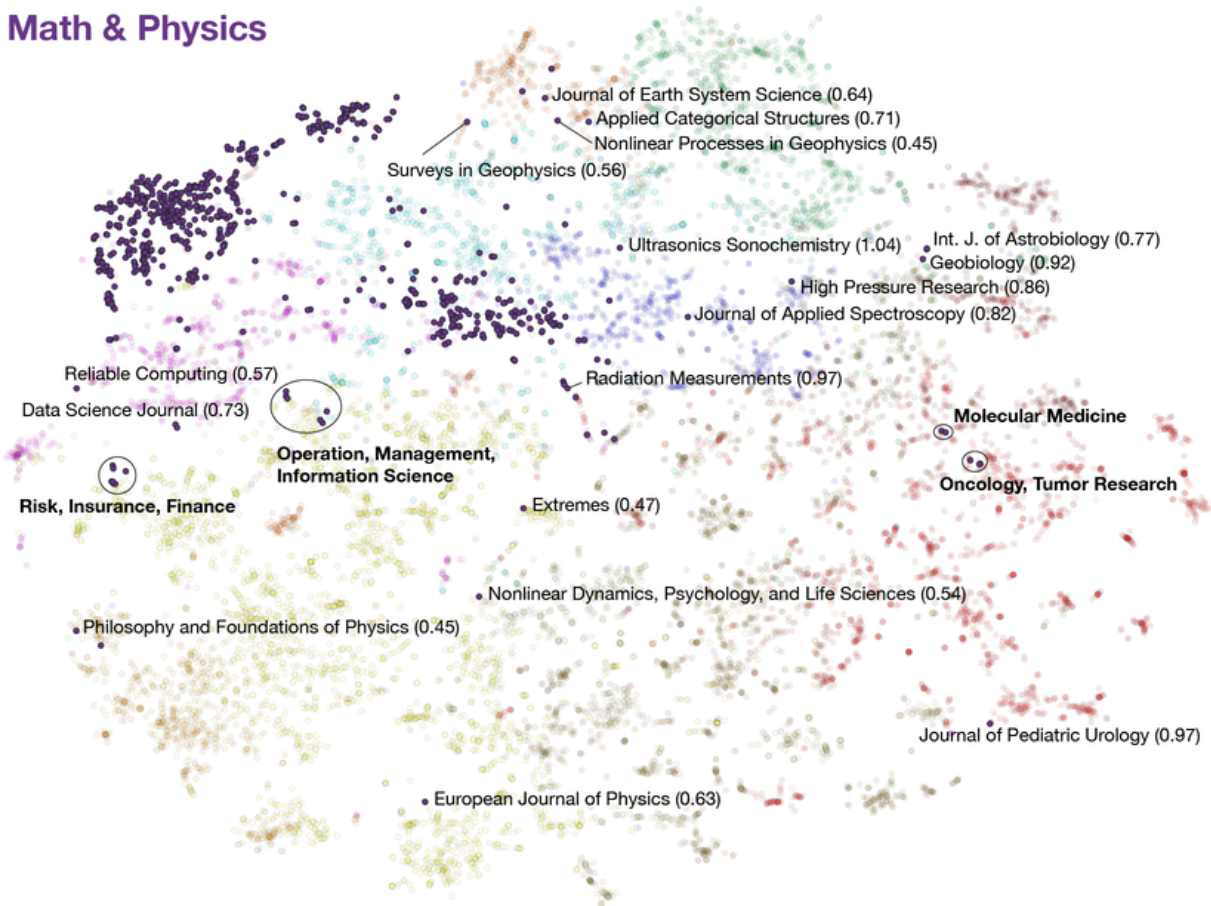 Math & Physics
Journal of Earth System Science (0.64)
Applied Categorical Structures (0.71)
Nonlinear Processes in Geophysics (0.45)
Surveys in Geophysics (0.56)
Ultrasonics Sonochemistry (1.04)
Int. J. of Astrobiology (0.77)
Geobiology (0.92)
High Pressure Research (0.86)
Journal of Applied Spectroscopy (0.82)
Reliable Computing (0.57)
Radiation Measurements (0.97)
Data Science Journal (0.73)
Molecular Medicine
Operation, Management,
Information Science
Oncology, Tumor Research
Risk, Insurance, Finance
Extremes (0.47)
Nonlinear Dynamics, Psychology, and Life Sciences (0.54)
Philosophy and Foundations of Physics (0.45)
Journal of Pediatric Urology (0.97)
European Journal of Physics (0.63)